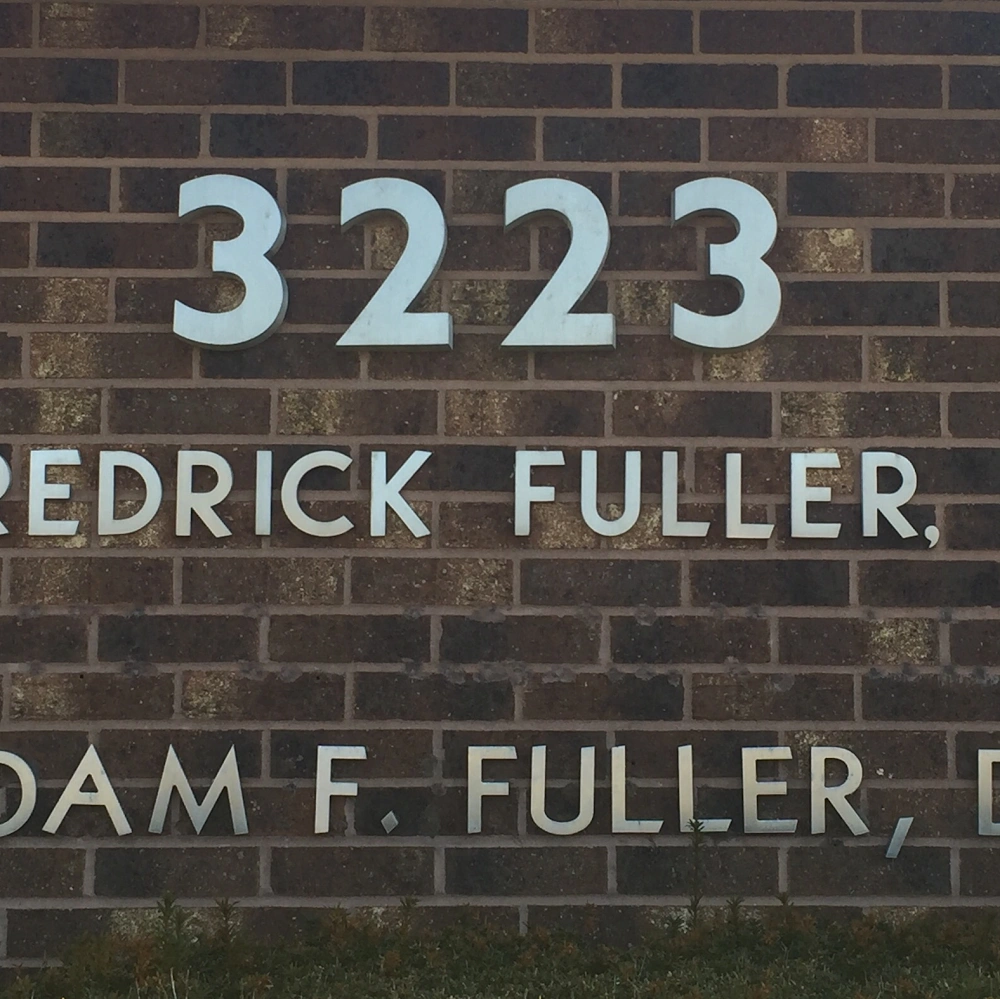 3223
REDRICK FULLER,
DAM F. FULLER, D